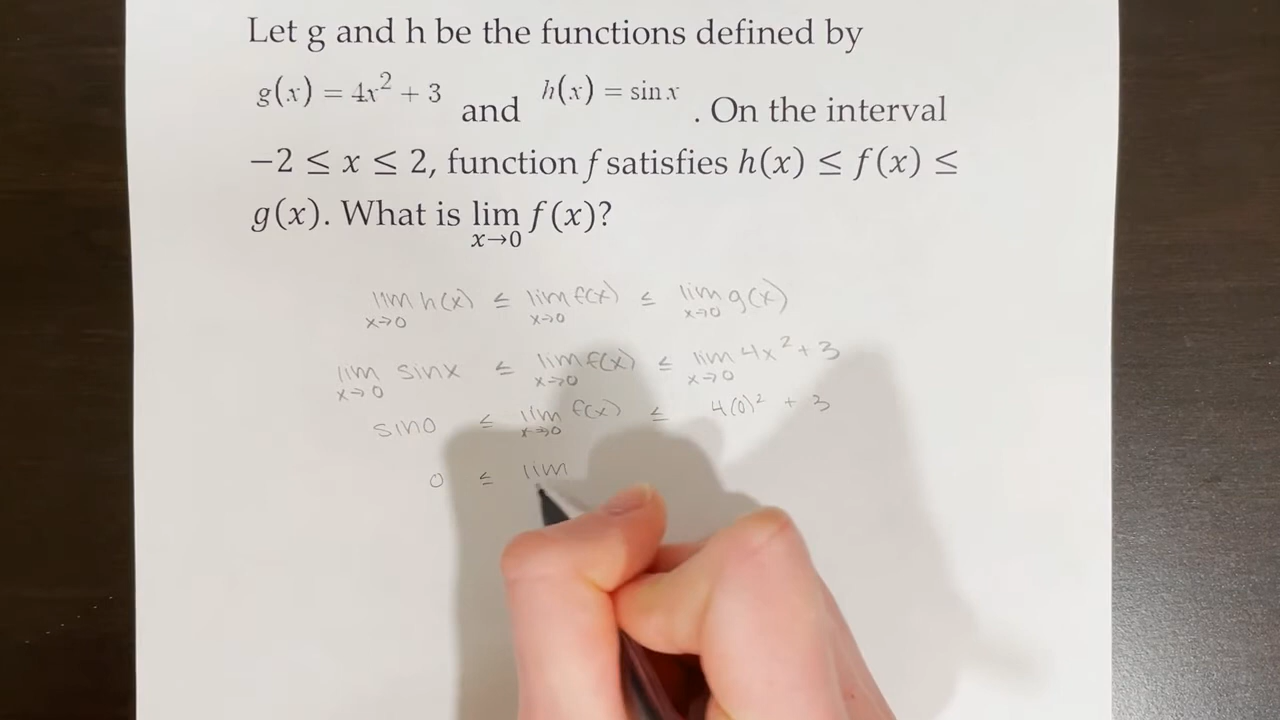 Let g and h be the functions defined by
g(x) = 4x² + 3 and h(x) = sin x . On the interval
−2 ≤ x ≤ 2, function f satisfies h(x) ≤ f(x) ≤
g(x). What is lim f(x)?
x→0
lim h(x) ≤ lim f(x) ≤ lim g(x)
x→0 x→0 x→0
lim sinx ≤ lim f(x) ≤ lim 4x² + 3
x→0 x→0 x→0
sin0 ≤ lim f(x) ≤ 4(0)² + 3
x→0
0 ≤ lim